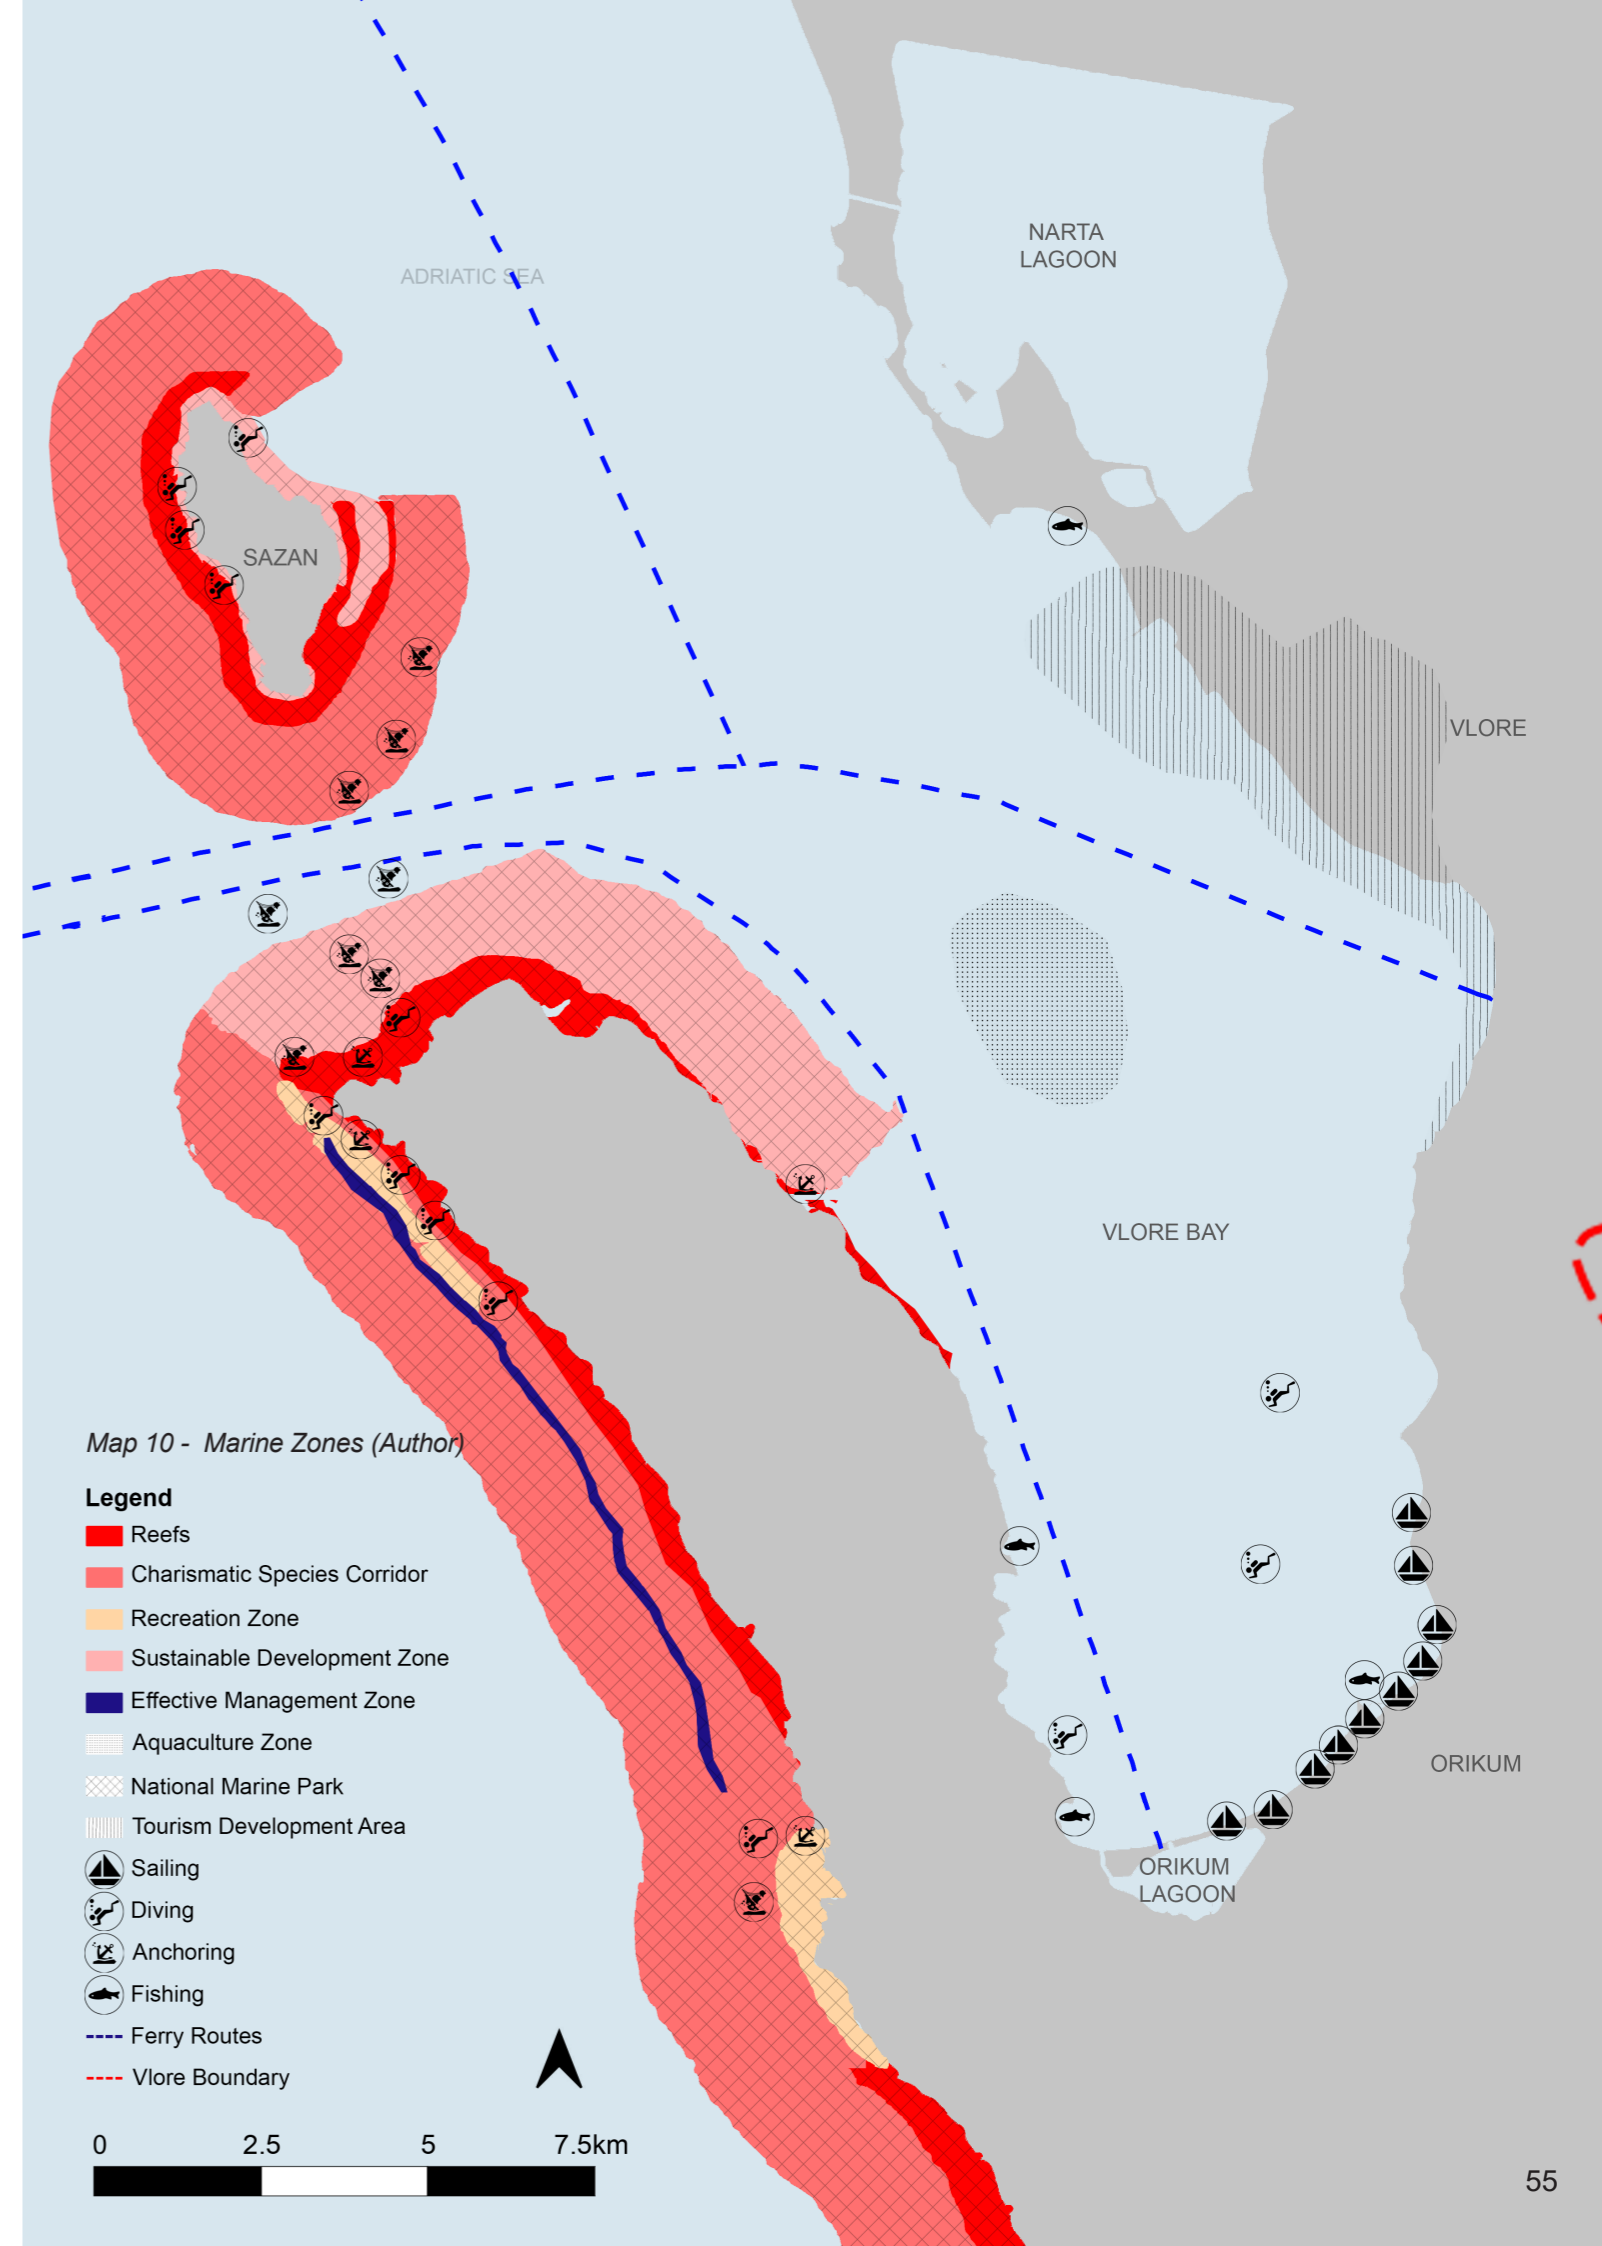 NARTA
LAGOON
ADRIATIC SEA
SAZAN
VLORE
VLORE BAY
Map 10 - Marine Zones (Author)
Legend
Reefs
Charismatic Species Corridor
Recreation Zone
Sustainable Development Zone
Effective Management Zone
Aquaculture Zone
National Marine Park
Tourism Development Area
Sailing
Diving
Anchoring
Fishing
Ferry Routes
Vlore Boundary
ORIKUM
ORIKUM
LAGOON
0 2.5 5 7.5km
55